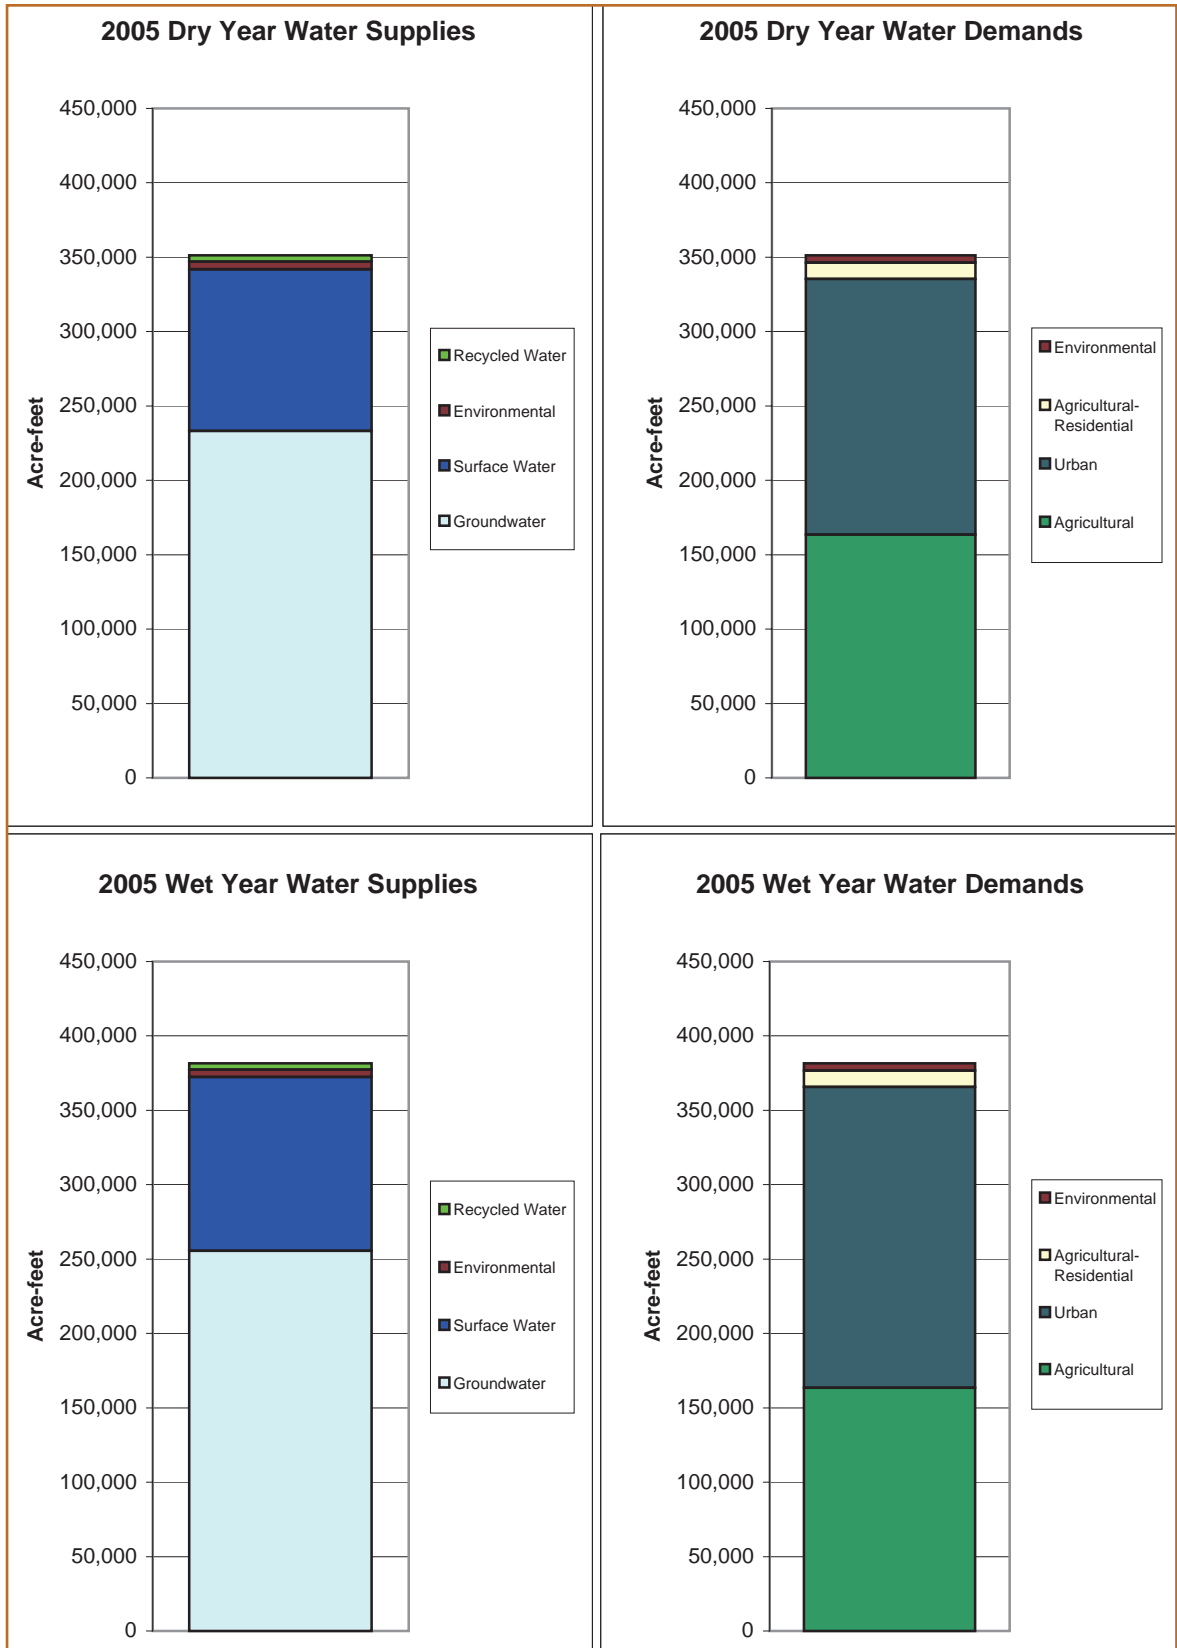 2005 Dry Year Water Supplies
450,000
400,000
350,000
300,000
250,000
200,000
150,000
100,000
50,000
0
Acre-feet
Recycled Water
Environmental
Surface Water
Groundwater
2005 Dry Year Water Demands
450,000
400,000
350,000
300,000
250,000
200,000
150,000
100,000
50,000
0
Acre-feet
Environmental
Agricultural-
Residential
Urban
Agricultural
2005 Wet Year Water Supplies
450,000
400,000
350,000
300,000
250,000
200,000
150,000
100,000
50,000
0
Acre-feet
Recycled Water
Environmental
Surface Water
Groundwater
2005 Wet Year Water Demands
450,000
400,000
350,000
300,000
250,000
200,000
150,000
100,000
50,000
0
Acre-feet
Environmental
Agricultural-
Residential
Urban
Agricultural